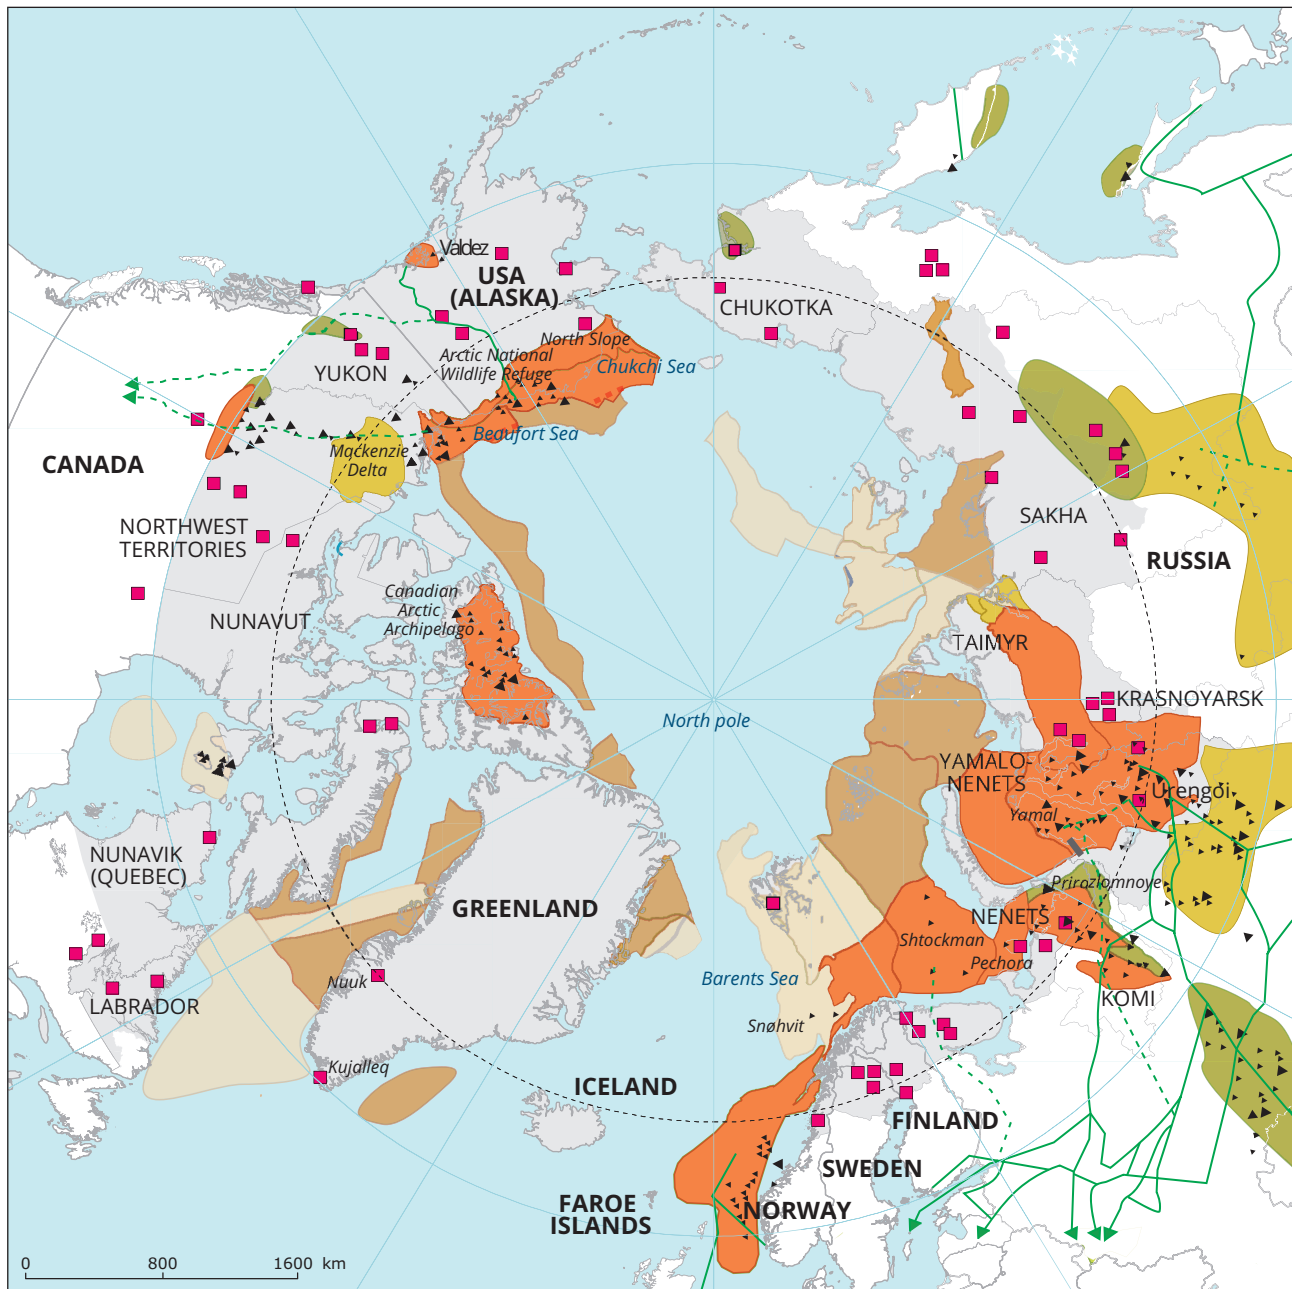 Valdez
USA
(ALASKA)
CHUKOTKA
North Slope
Arctic National
Wildlife Refuge
Chukchi Sea
YUKON
Beaufort Sea
Mackenzie
Delta
CANADA
NORTHWEST
TERRITORIES
SAKHA
RUSSIA
Canadian
Arctic
Archipelago
NUNAVUT
TAIMYR
KRASNOYARSK
North pole
YAMALO-
NENETS
Urengoi
Yamal
NUNAVIK
(QUEBEC)
Prirozlomnoye
GREENLAND
NENETS
Shtockman
Pechora
Barents Sea
Nuuk
KOMI
LABRADOR
Snøhvit
Kujalleq
ICELAND
FINLAND
SWEDEN
FAROE
ISLANDS
NORWAY
0 800 1600 km